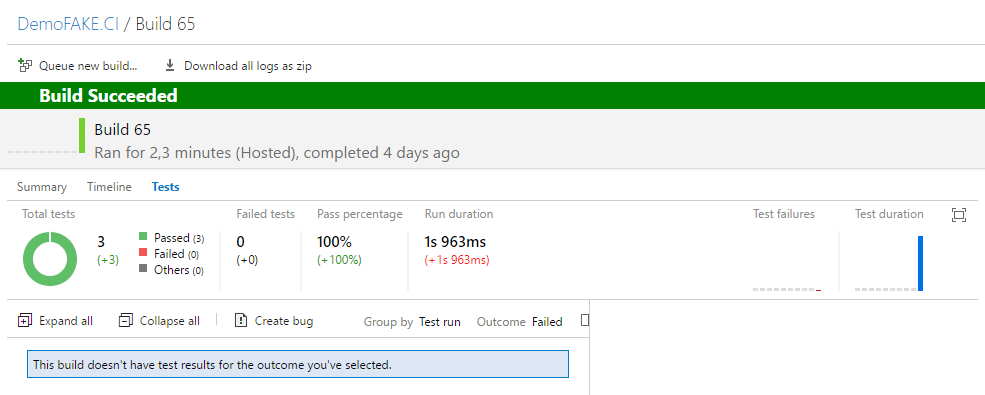 DemoFAKE.CI / Build 65
Queue new build... Download all logs as zip
Build Succeeded
Build 65
Ran for 2,3 minutes (Hosted), completed 4 days ago
Summary Timeline Tests
Total tests Failed tests Pass percentage Run duration Test failures Test duration
3 Passed (3) 0 100% 1s 963ms
(+3) Failed (0) (+0) (+100%) (+1s 963ms)
Others (0)
Expand all Collapse all Create bug Group by Test run Outcome Failed
This build doesn't have test results for the outcome you've selected.